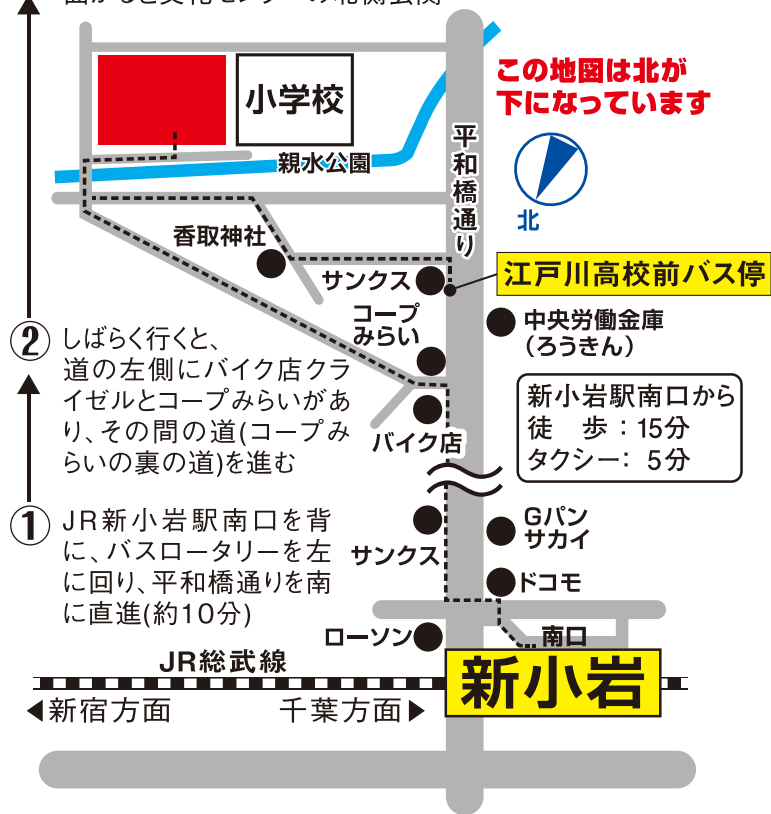 小学校
この地図は北が
下になっています
平和橋通り
親水公園
北
香取神社
サンクス
江戸川高校前バス停
コープ
みらい
中央労働金庫
(ろうきん)
② しばらく行くと、
道の左側にバイク店クラ
イゼルとコープみらいがあ
り、その間の道(コープみ
らいの裏の道)を進む
新小岩駅南口から
徒 歩：15分
タクシー： 5分
バイク店
① JR新小岩駅南口を背
に、バスロータリーを左
に回り、平和橋通りを南
に直進(約10分)
サンクス
Gパン
サカイ
ドコモ
ローソン
南口
JR総武線
新小岩
◀新宿方面
千葉方面▶